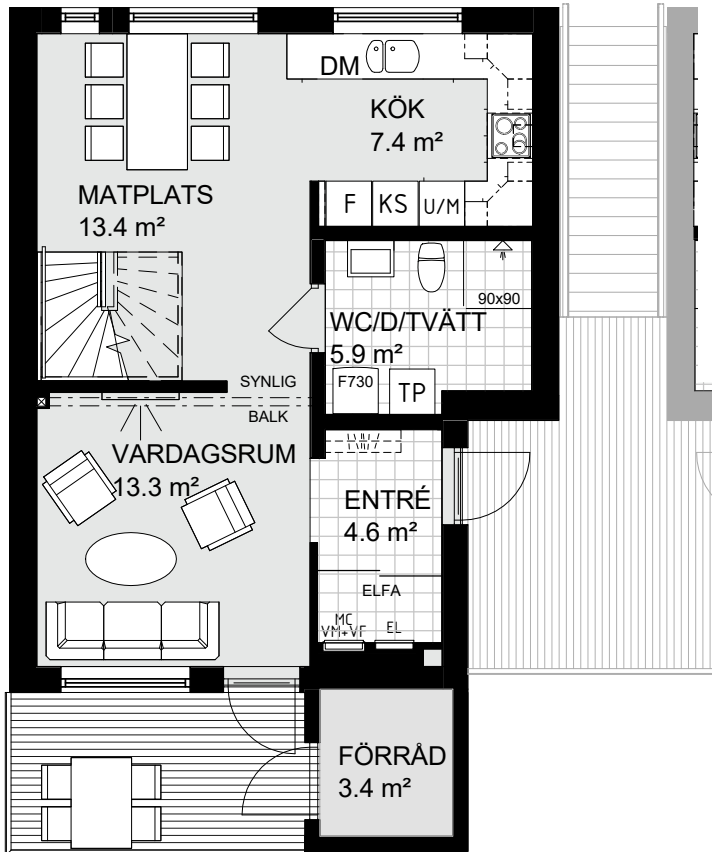 DM
KÖK
7.4 m²
F
KS
U/M
MATPLATS
13.4 m²
90x90
WC/D/TVÄTT
5.9 m²
F730
TP
SYNLIG
BALK
VARDAGSRUM
13.3 m²
ENTRÉ
4.6 m²
ELFA
MC
VM+VF
EL
FÖRRÅD
3.4 m²